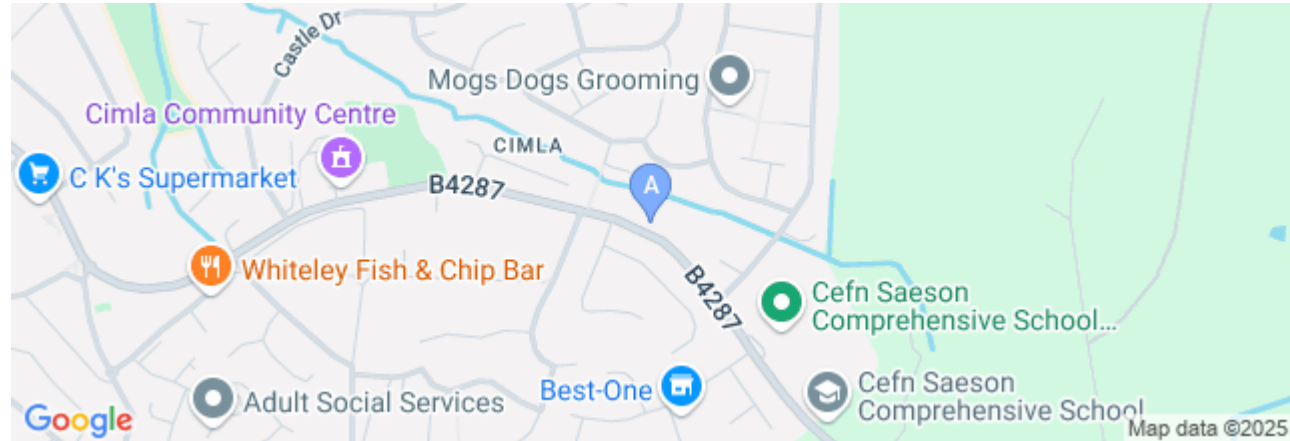 Castle Dr
Mogs Dogs Grooming
Cimla Community Centre
CIMLA
C K's Supermarket
B4287
A
Whiteley Fish & Chip Bar
B4287
Cefn Saeson
Comprehensive School...
Best-One
Cefn Saeson
Comprehensive School
Adult Social Services
Google
Map data ©2025